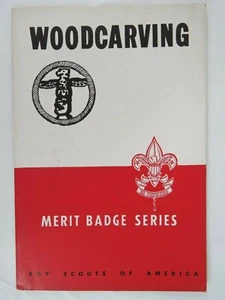 WOODCARVING
MERIT BADGE SERIES
BOY SCOUTS OF AMERICA